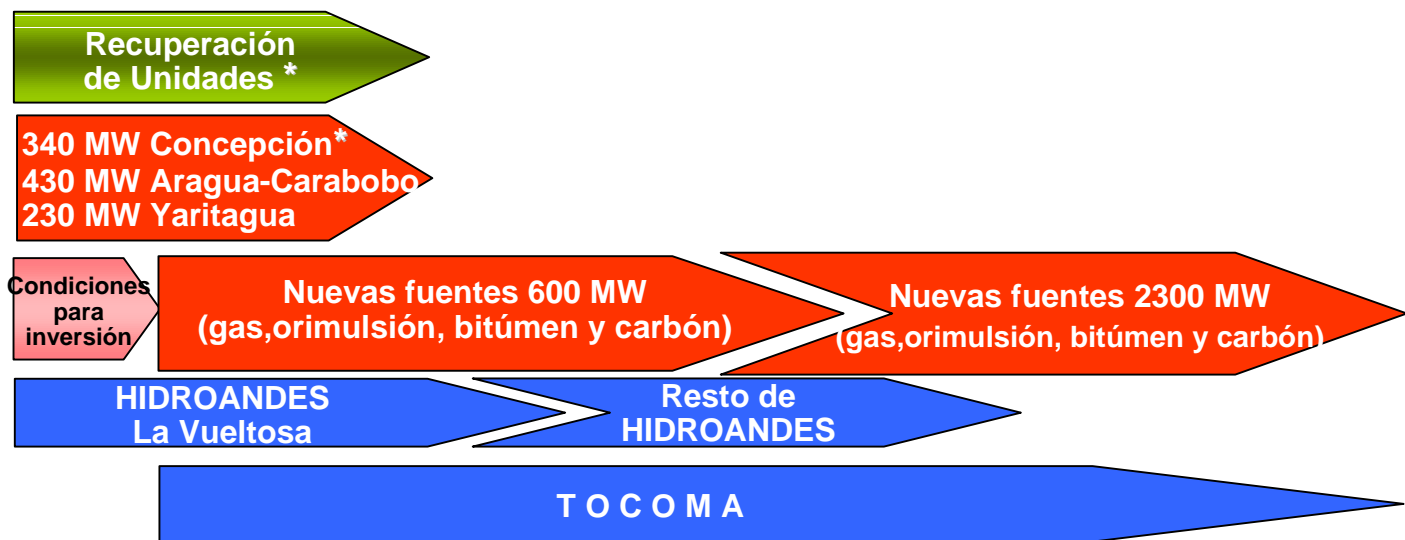 Recuperación
de Unidades *
340 MW Concepción*
430 MW Aragua-Carabobo
230 MW Yaritagua
Condiciones
para
inversión
Nuevas fuentes 600 MW
(gas,orimulsión, bitúmen y carbón)
Nuevas fuentes 2300 MW
(gas,orimulsión, bitúmen y carbón)
HIDROANDES
La Vueltosa
Resto de
HIDROANDES
T O C O M A